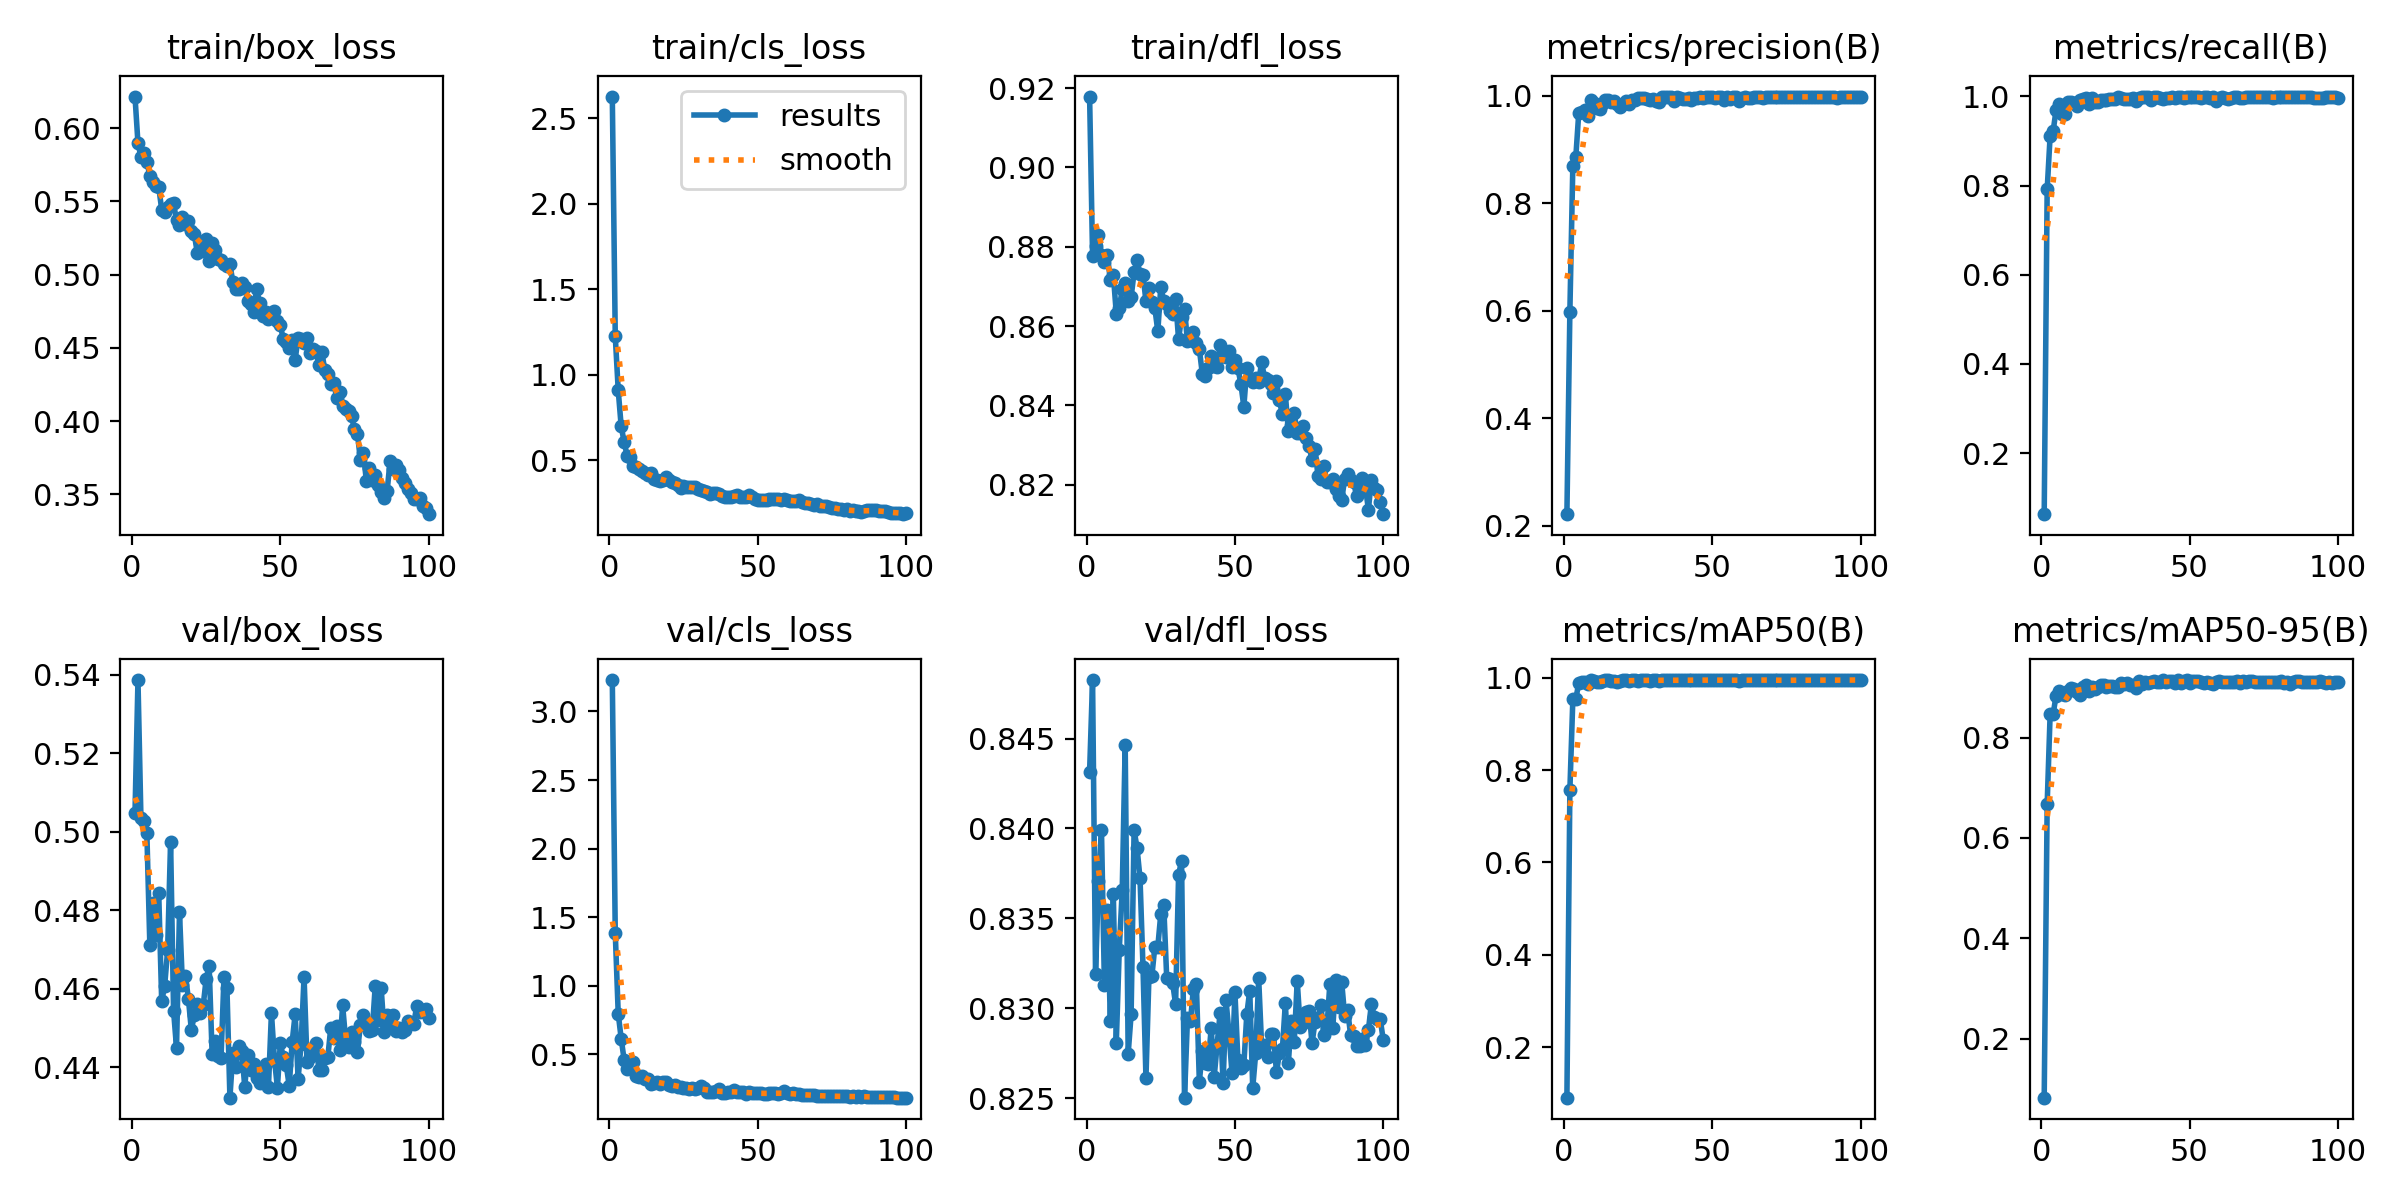 train/box_loss
0.60
0.55
0.50
0.45
0.40
0.35
0 50 100
train/cls_loss
results
smooth
2.5
2.0
1.5
1.0
0.5
0 50 100
train/dfl_loss
0.92
0.90
0.88
0.86
0.84
0.82
0 50 100
metrics/precision(B)
1.0
0.8
0.6
0.4
0.2
0 50 100
metrics/recall(B)
1.0
0.8
0.6
0.4
0.2
0 50 100
val/box_loss
0.54
0.52
0.50
0.48
0.46
0.44
0 50 100
val/cls_loss
3.0
2.5
2.0
1.5
1.0
0.5
0 50 100
val/dfl_loss
0.845
0.840
0.835
0.830
0.825
0 50 100
metrics/mAP50(B)
1.0
0.8
0.6
0.4
0.2
0 50 100
metrics/mAP50-95(B)
0.8
0.6
0.4
0.2
0 50 100